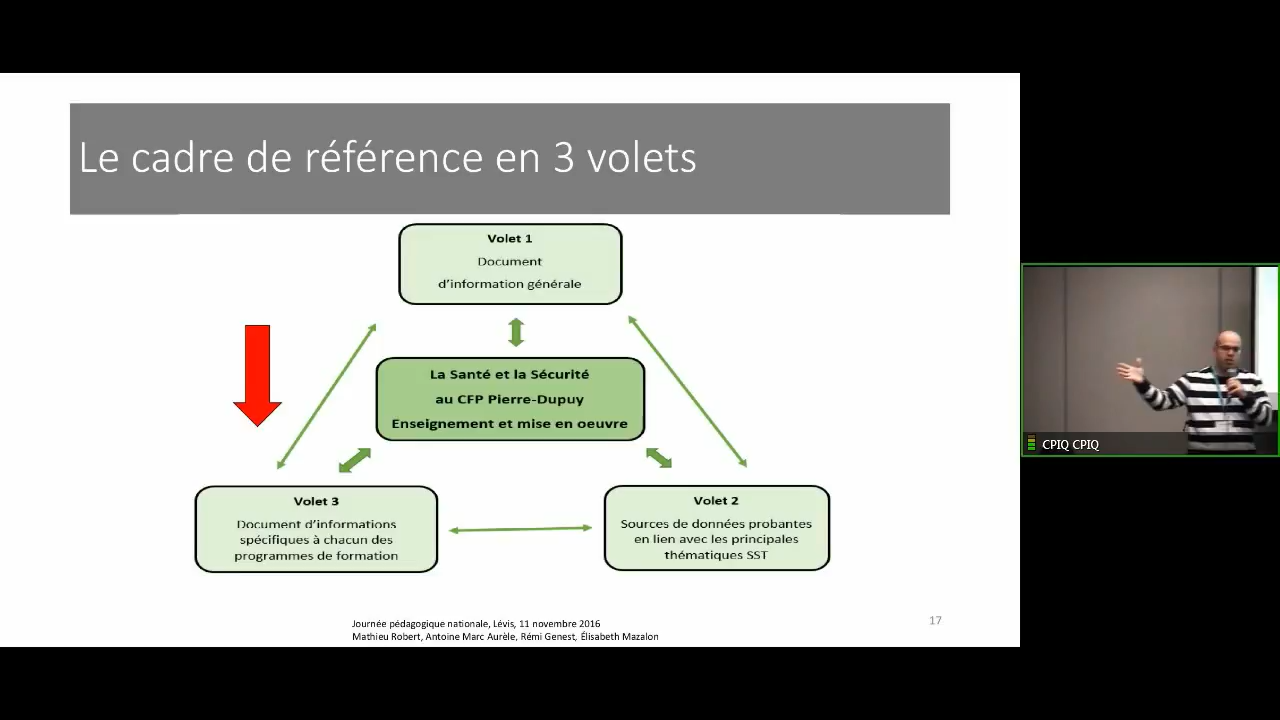 Le cadre de référence en 3 volets
Volet 1
Document
d'information générale
La Santé et la Sécurité
au CFP Pierre-Dupuy
Enseignement et mise en oeuvre
Volet 3
Document d'informations
spécifiques à chacun des
programmes de formation
Volet 2
Sources de données probantes
en lien avec les principales
thématiques SST
CPIQ CPIQ
Journée pédagogique nationale, Lévis, 11 novembre 2016
Mathieu Robert, Antoine Marc Aurèle, Rémi Genest, Élisabeth Mazalon
17